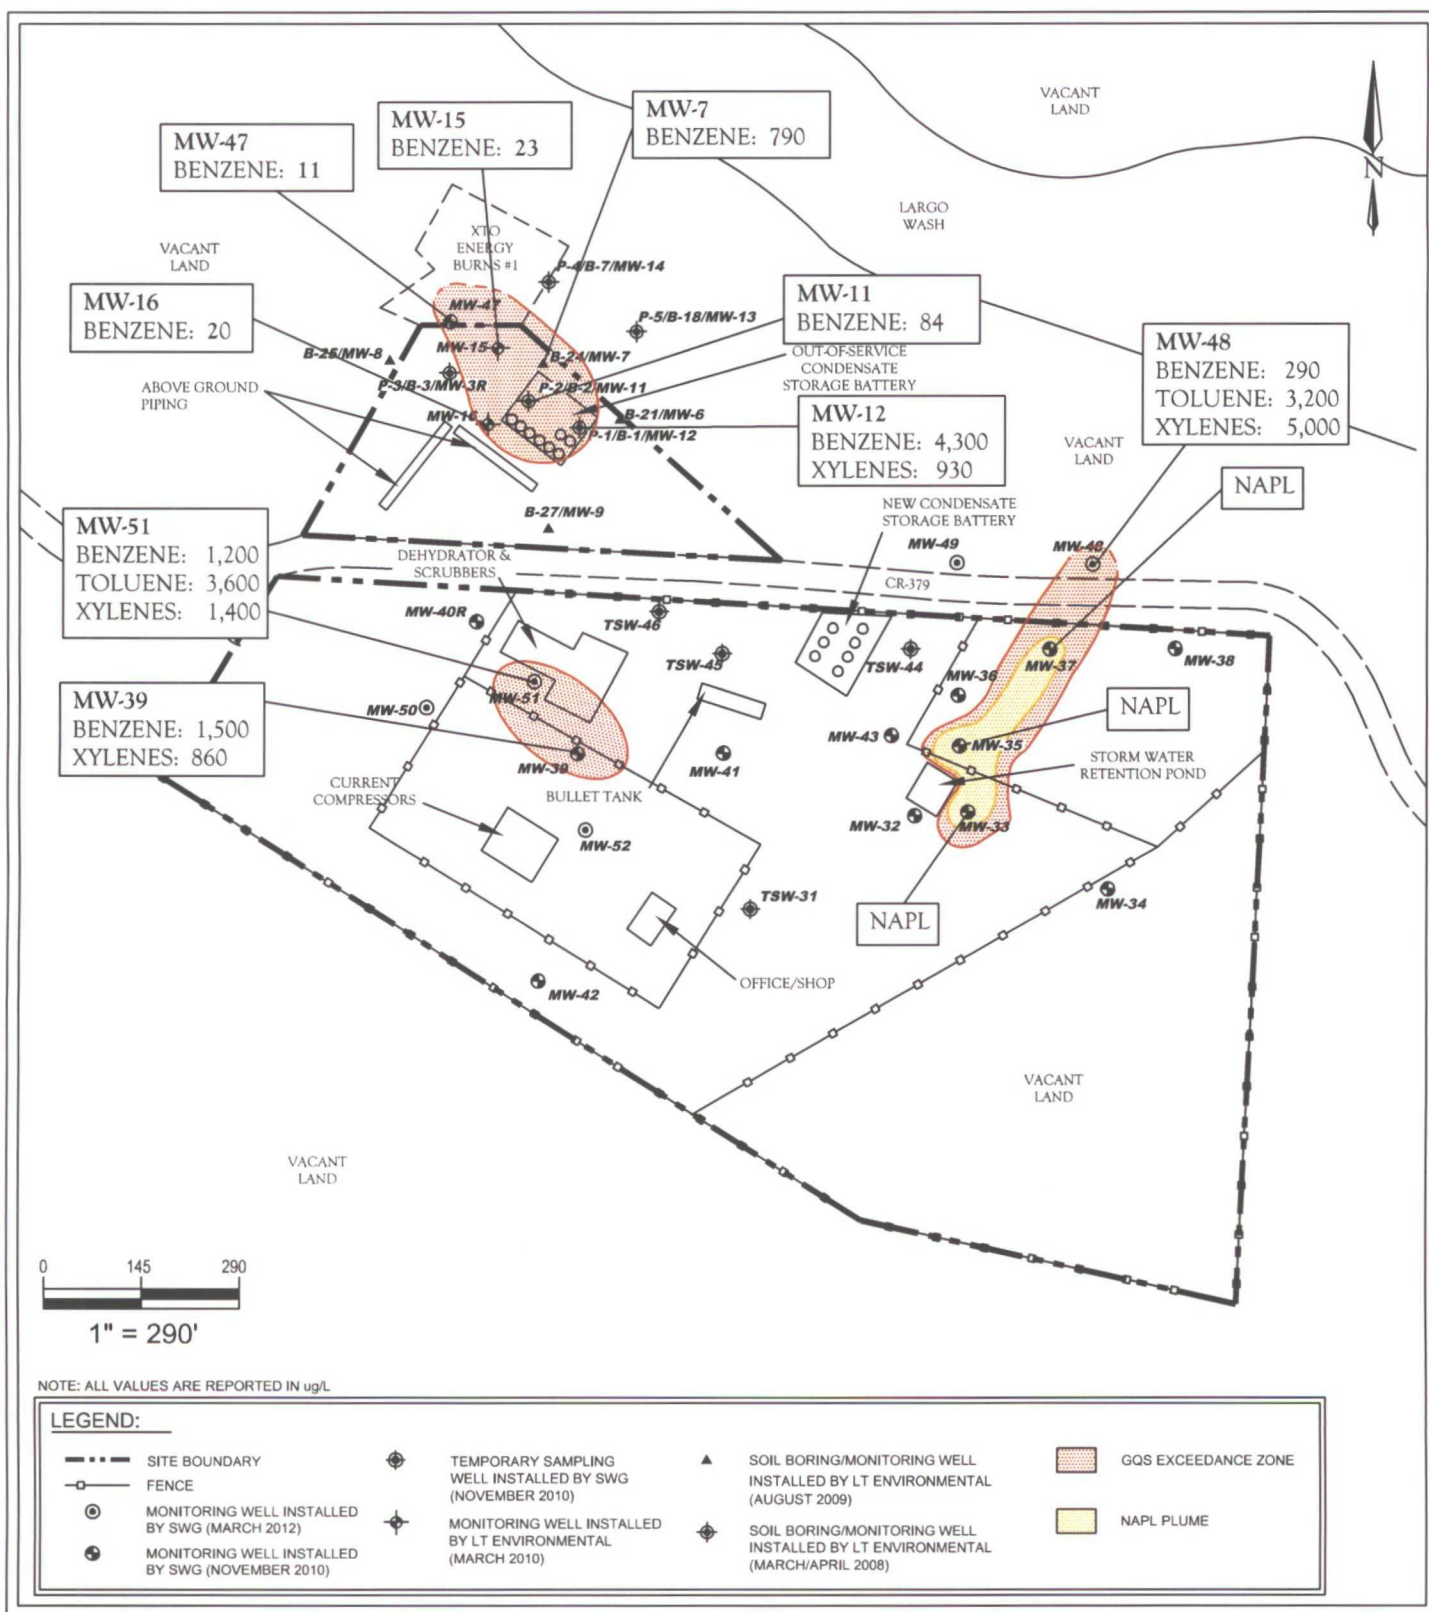 VACANT
LAND
N
MW-7
BENZENE: 790
MW-15
BENZENE: 23
MW-47
BENZENE: 11
LARGO
WASH
VACANT
LAND
XTO
ENERGY
BURNS #1
P-4/B-7/MW-14
MW-16
BENZENE: 20
MW-11
BENZENE: 84
MW-47
P-5/B-18/MW-13
MW-48
BENZENE: 290
TOLUENE: 3,200
XYLENES: 5,000
B-25/MW-8
MW-15
B-24/MW-7
OUT-OF-SERVICE
CONDENSATE
STORAGE BATTERY
ABOVE GROUND
PIPING
P-3/B-3/MW-3R
P-2/B-2/MW-11
MW-16
B-21/MW-6
P-1/B-1/MW-12
MW-12
BENZENE: 4,300
XYLENES: 930
VACANT
LAND
NAPL
NEW CONDENSATE
STORAGE BATTERY
B-27/MW-9
MW-51
BENZENE: 1,200
TOLUENE: 3,600
XYLENES: 1,400
DEHYDRATOR &
SCRUBBERS
MW-49
MW-48
CR-379
MW-40R
TSW-46
TSW-45
TSW-44
MW-37
MW-38
MW-36
MW-51
MW-50
MW-39
BENZENE: 1,500
XYLENES: 860
NAPL
MW-43
MW-35
MW-39
MW-41
STORM WATER
RETENTION POND
CURRENT
COMPRESSORS
BULLET TANK
MW-32
MW-33
MW-52
TSW-31
MW-34
NAPL
OFFICE/SHOP
MW-42
VACANT
LAND
VACANT
LAND
0 145 290
1" = 290'
NOTE: ALL VALUES ARE REPORTED IN ug/L
LEGEND:
SITE BOUNDARY
FENCE
MONITORING WELL INSTALLED
BY SWG (MARCH 2012)
MONITORING WELL INSTALLED
BY SWG (NOVEMBER 2010)
TEMPORARY SAMPLING
WELL INSTALLED BY SWG
(NOVEMBER 2010)
MONITORING WELL INSTALLED
BY LT ENVIRONMENTAL
(MARCH 2010)
SOIL BORING/MONITORING WELL
INSTALLED BY LT ENVIRONMENTAL
(AUGUST 2009)
SOIL BORING/MONITORING WELL
INSTALLED BY LT ENVIRONMENTAL
(MARCH/APRIL 2008)
GQS EXCEEDANCE ZONE
NAPL PLUME